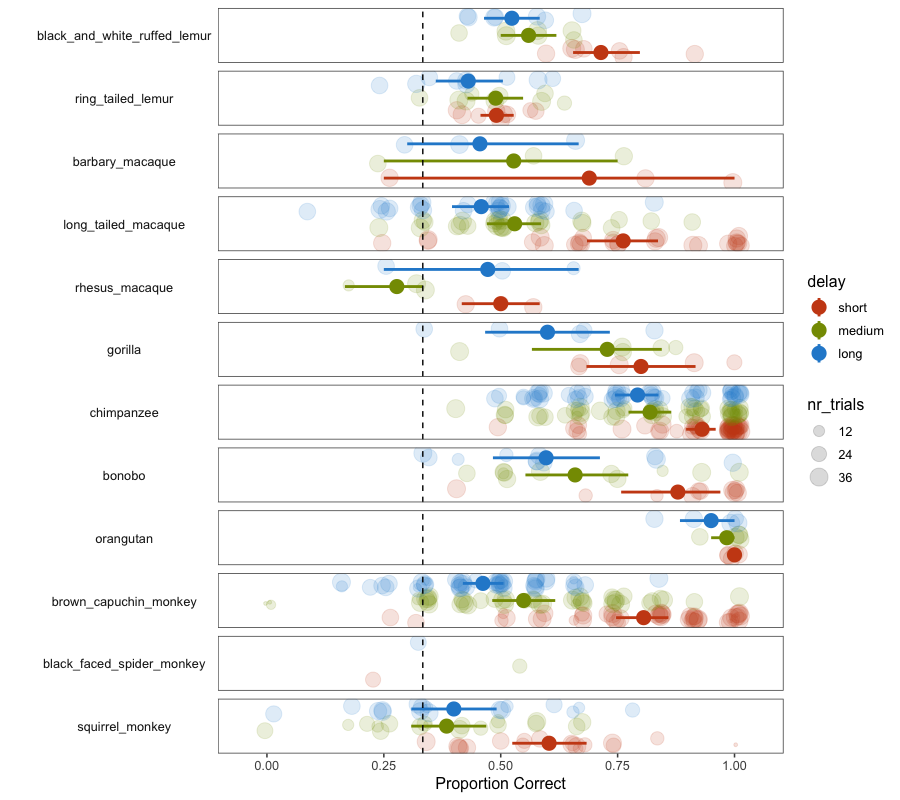 black_and_white_ruffed_lemur
ring_tailed_lemur
barbary_macaque
long_tailed_macaque
rhesus_macaque
gorilla
chimpanzee
bonobo
orangutan
brown_capuchin_monkey
black_faced_spider_monkey
squirrel_monkey
0.00 0.25 0.50 0.75 1.00
Proportion Correct
delay
short
medium
long
nr_trials
12
24
36